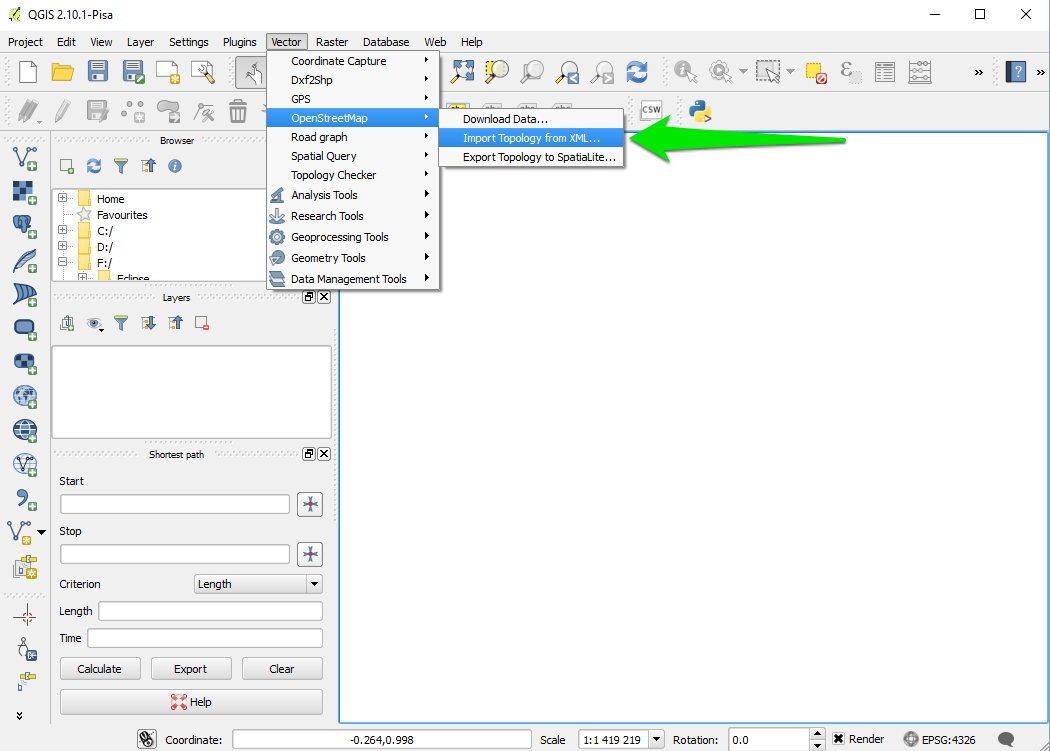 QGIS 2.10.1-Pisa
Project Edit View Layer Settings Plugins Vector Raster Database Web Help
Coordinate Capture
Dxf2Shp
GPS
OpenStreetMap
Road graph
Spatial Query
Topology Checker
Analysis Tools
Research Tools
Geoprocessing Tools
Geometry Tools
Data Management Tools
Download Data...
Import Topology from XML...
Export Topology to SpatiaLite...
CSW
Browser
Home
Favourites
C:/
D:/
F:/
Eclipse
Layers
Shortest path
Start
Stop
Criterion Length
Length
Time
Calculate Export Clear
Help
Coordinate: -0.264,0.998 Scale 1:1 419 219 Rotation: 0.0 Render EPSG:4326